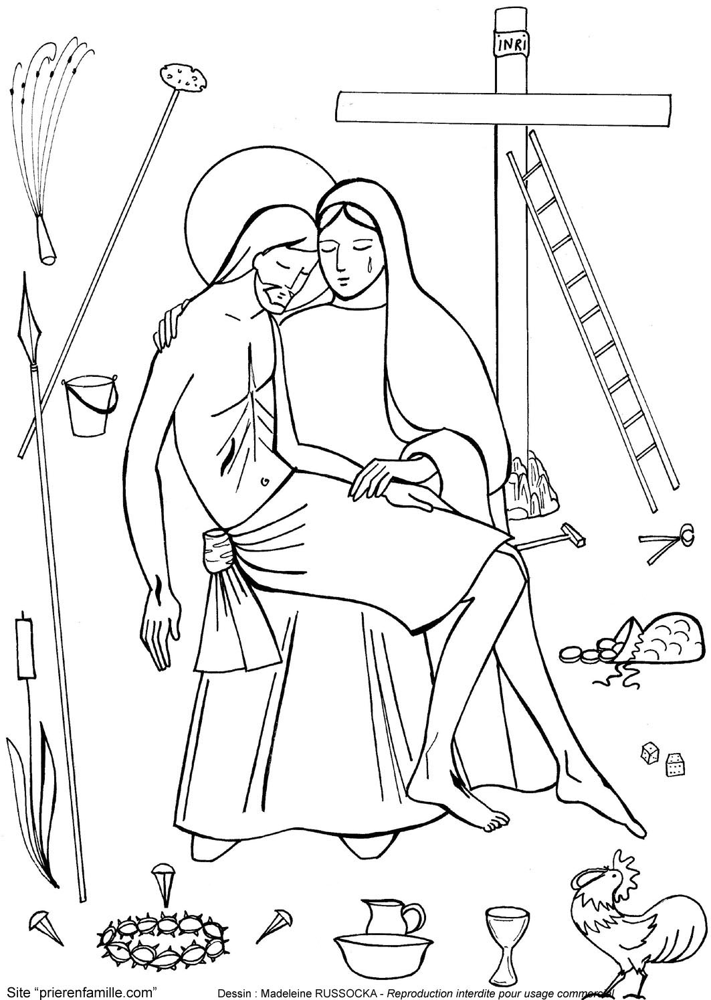 INRI
Site “prierenfamille.com”
Dessin : Madeleine RUSSOCKA - Reproduction interdite pour usage commercial